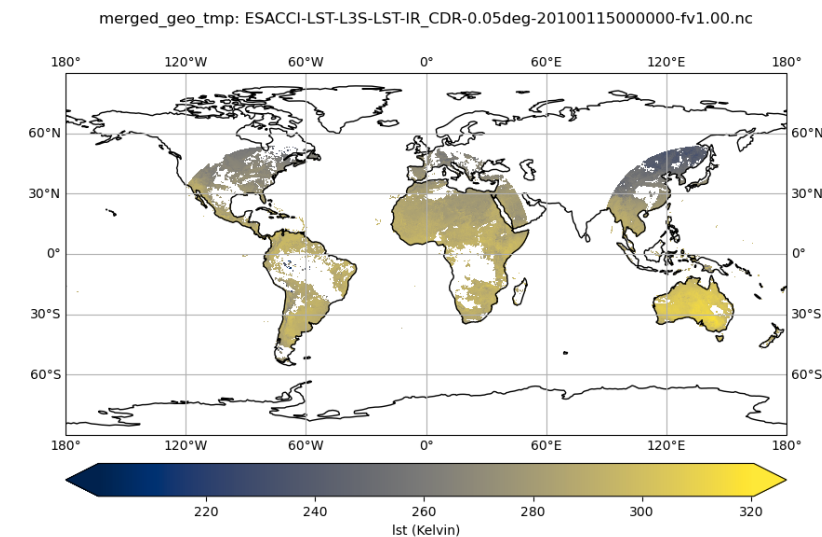 merged_geo_tmp: ESACCI-LST-L3S-LST-IR_CDR-0.05deg-20100115000000-fv1.00.nc
180° 120°W 60°W 0° 60°E 120°E 180°
60°N 60°N
30°N 30°N
0° 0°
30°S 30°S
60°S 60°S
180° 120°W 60°W 0° 60°E 120°E 180°
220 240 260 280 300 320
lst (Kelvin)